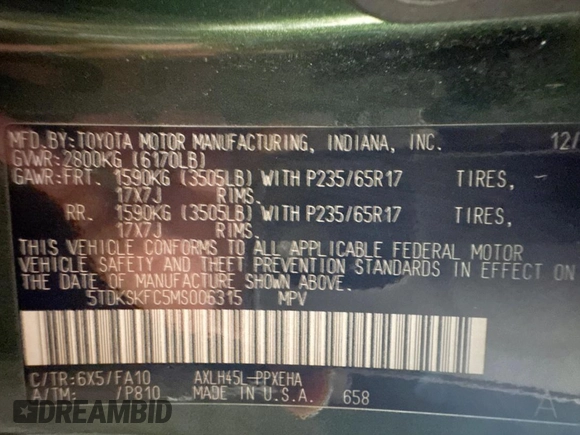 MFD.BY:TOYOTA MOTOR MANUFACTURING, INDIANA, INC. 12/
GVWR:2800KG (6170LB)
GAWR:FRT. 1590KG (3505LB) WITH P235/65R17 TIRES,
17X7J RIMS.
RR. 1590KG (3505LB) WITH P235/65R17 TIRES,
17X7J RIMS.
THIS VEHICLE CONFORMS TO ALL APPLICABLE FEDERAL MOTOR
VEHICLE SAFETY AND THEFT PREVENTION STANDARDS IN EFFECT ON
THE DATE OF MANUFACTURE SHOWN ABOVE.
5TDKSKFC5MS006315 MPV
C/TR:6X5/FA10 AXLH45L-PPXEHA
A/TM: /P810 MADE IN U.S.A. 658
A
DREAMBID